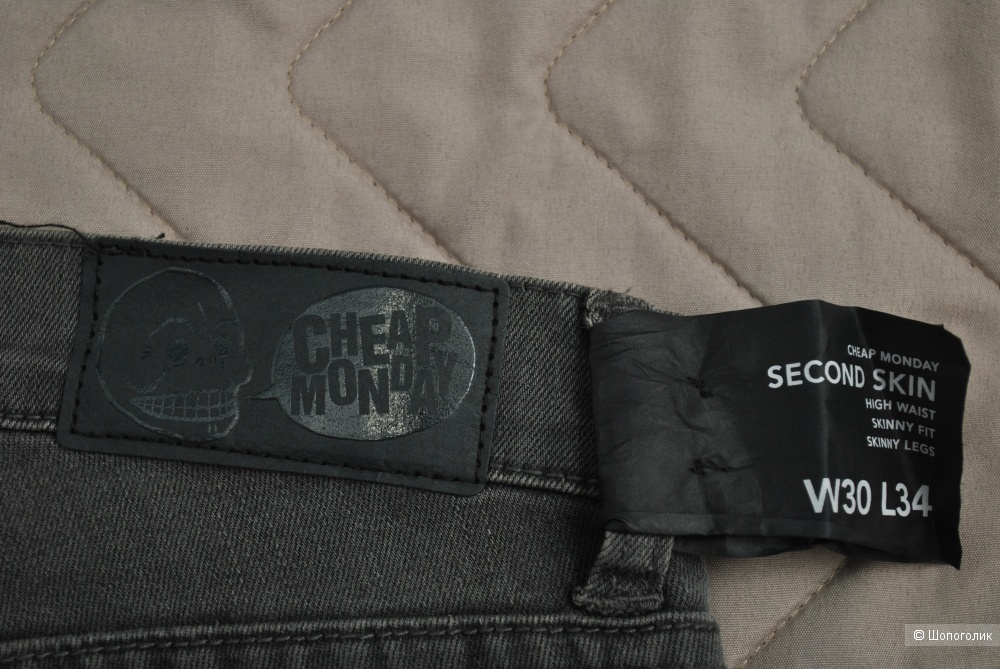 CHEAP
MONDAY
CHEAP MONDAY
SECOND SKIN
HIGH WAIST
SKINNY FIT
SKINNY LEGS
W30 L34
© Шопоголик